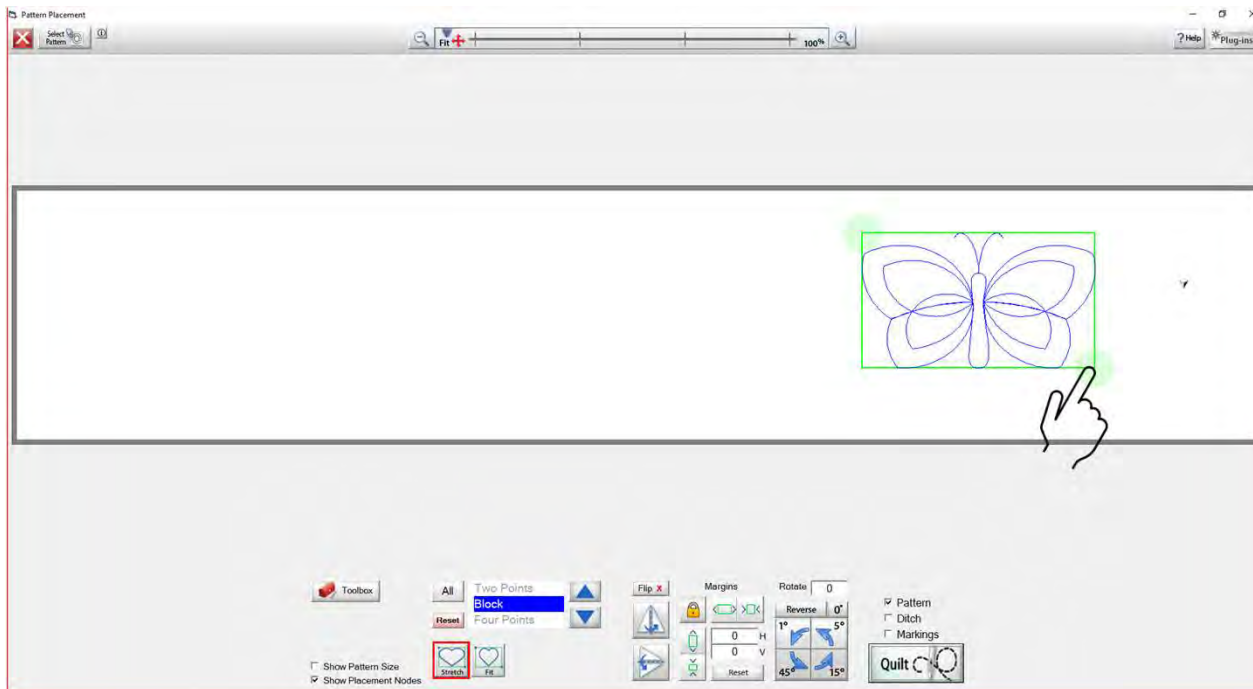 Pattern Placement
Select Pattern
Fit
100%
? Help
Plug-ins
Toolbox
All
Two Points
Block
Reset
Four Points
Stretch
Fit
Show Pattern Size
Show Placement Nodes
Flip X
Margins
0 H
0 V
Reset
Rotate 0
Reverse 0°
1° 5°
45° 15°
Pattern
Ditch
Markings
Quilt